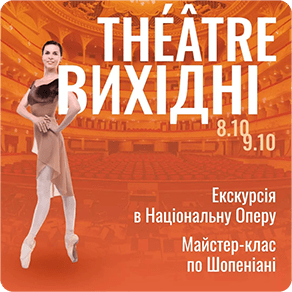 THÉÂTRE
ВИХІДНІ
8.10
9.10
Екскурсія
в Національну Оперу
Майстер-клас
по Шопеніані